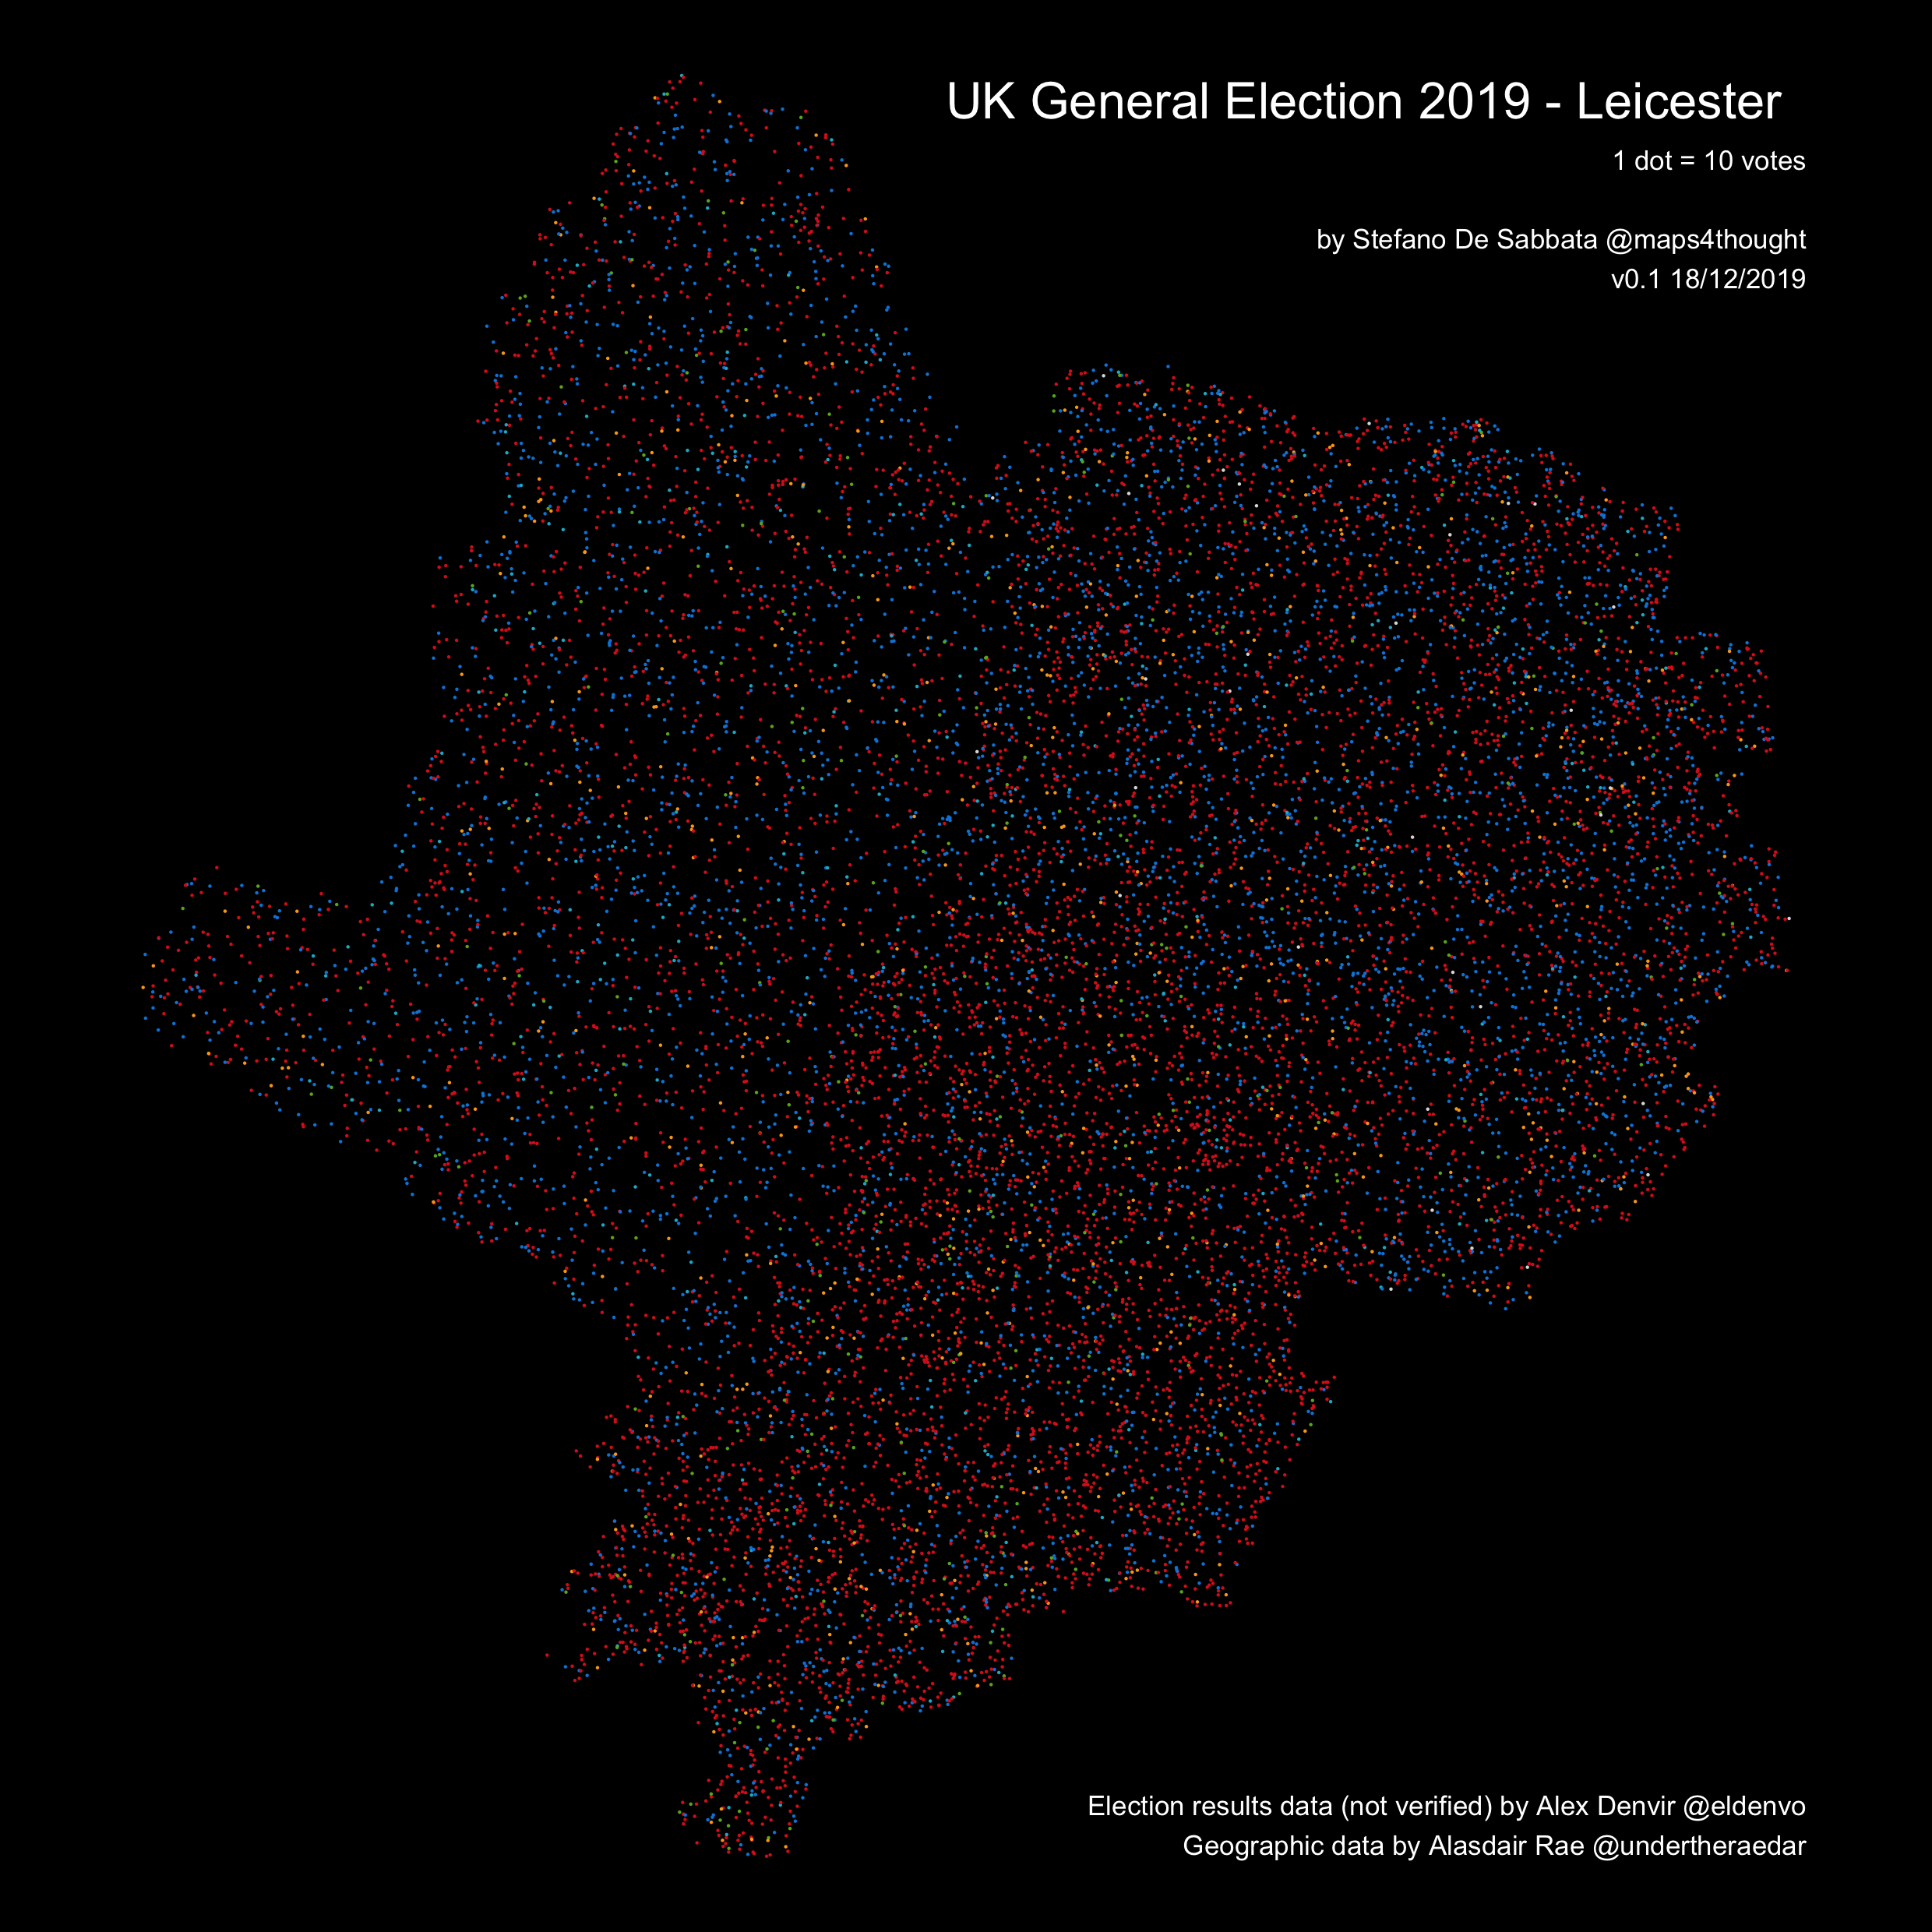 UK General Election 2019 - Leicester
1 dot = 10 votes
by Stefano De Sabbata @maps4thought
v0.1 18/12/2019
Election results data (not verified) by Alex Denvir @eldenvo
Geographic data by Alasdair Rae @undertheraedar